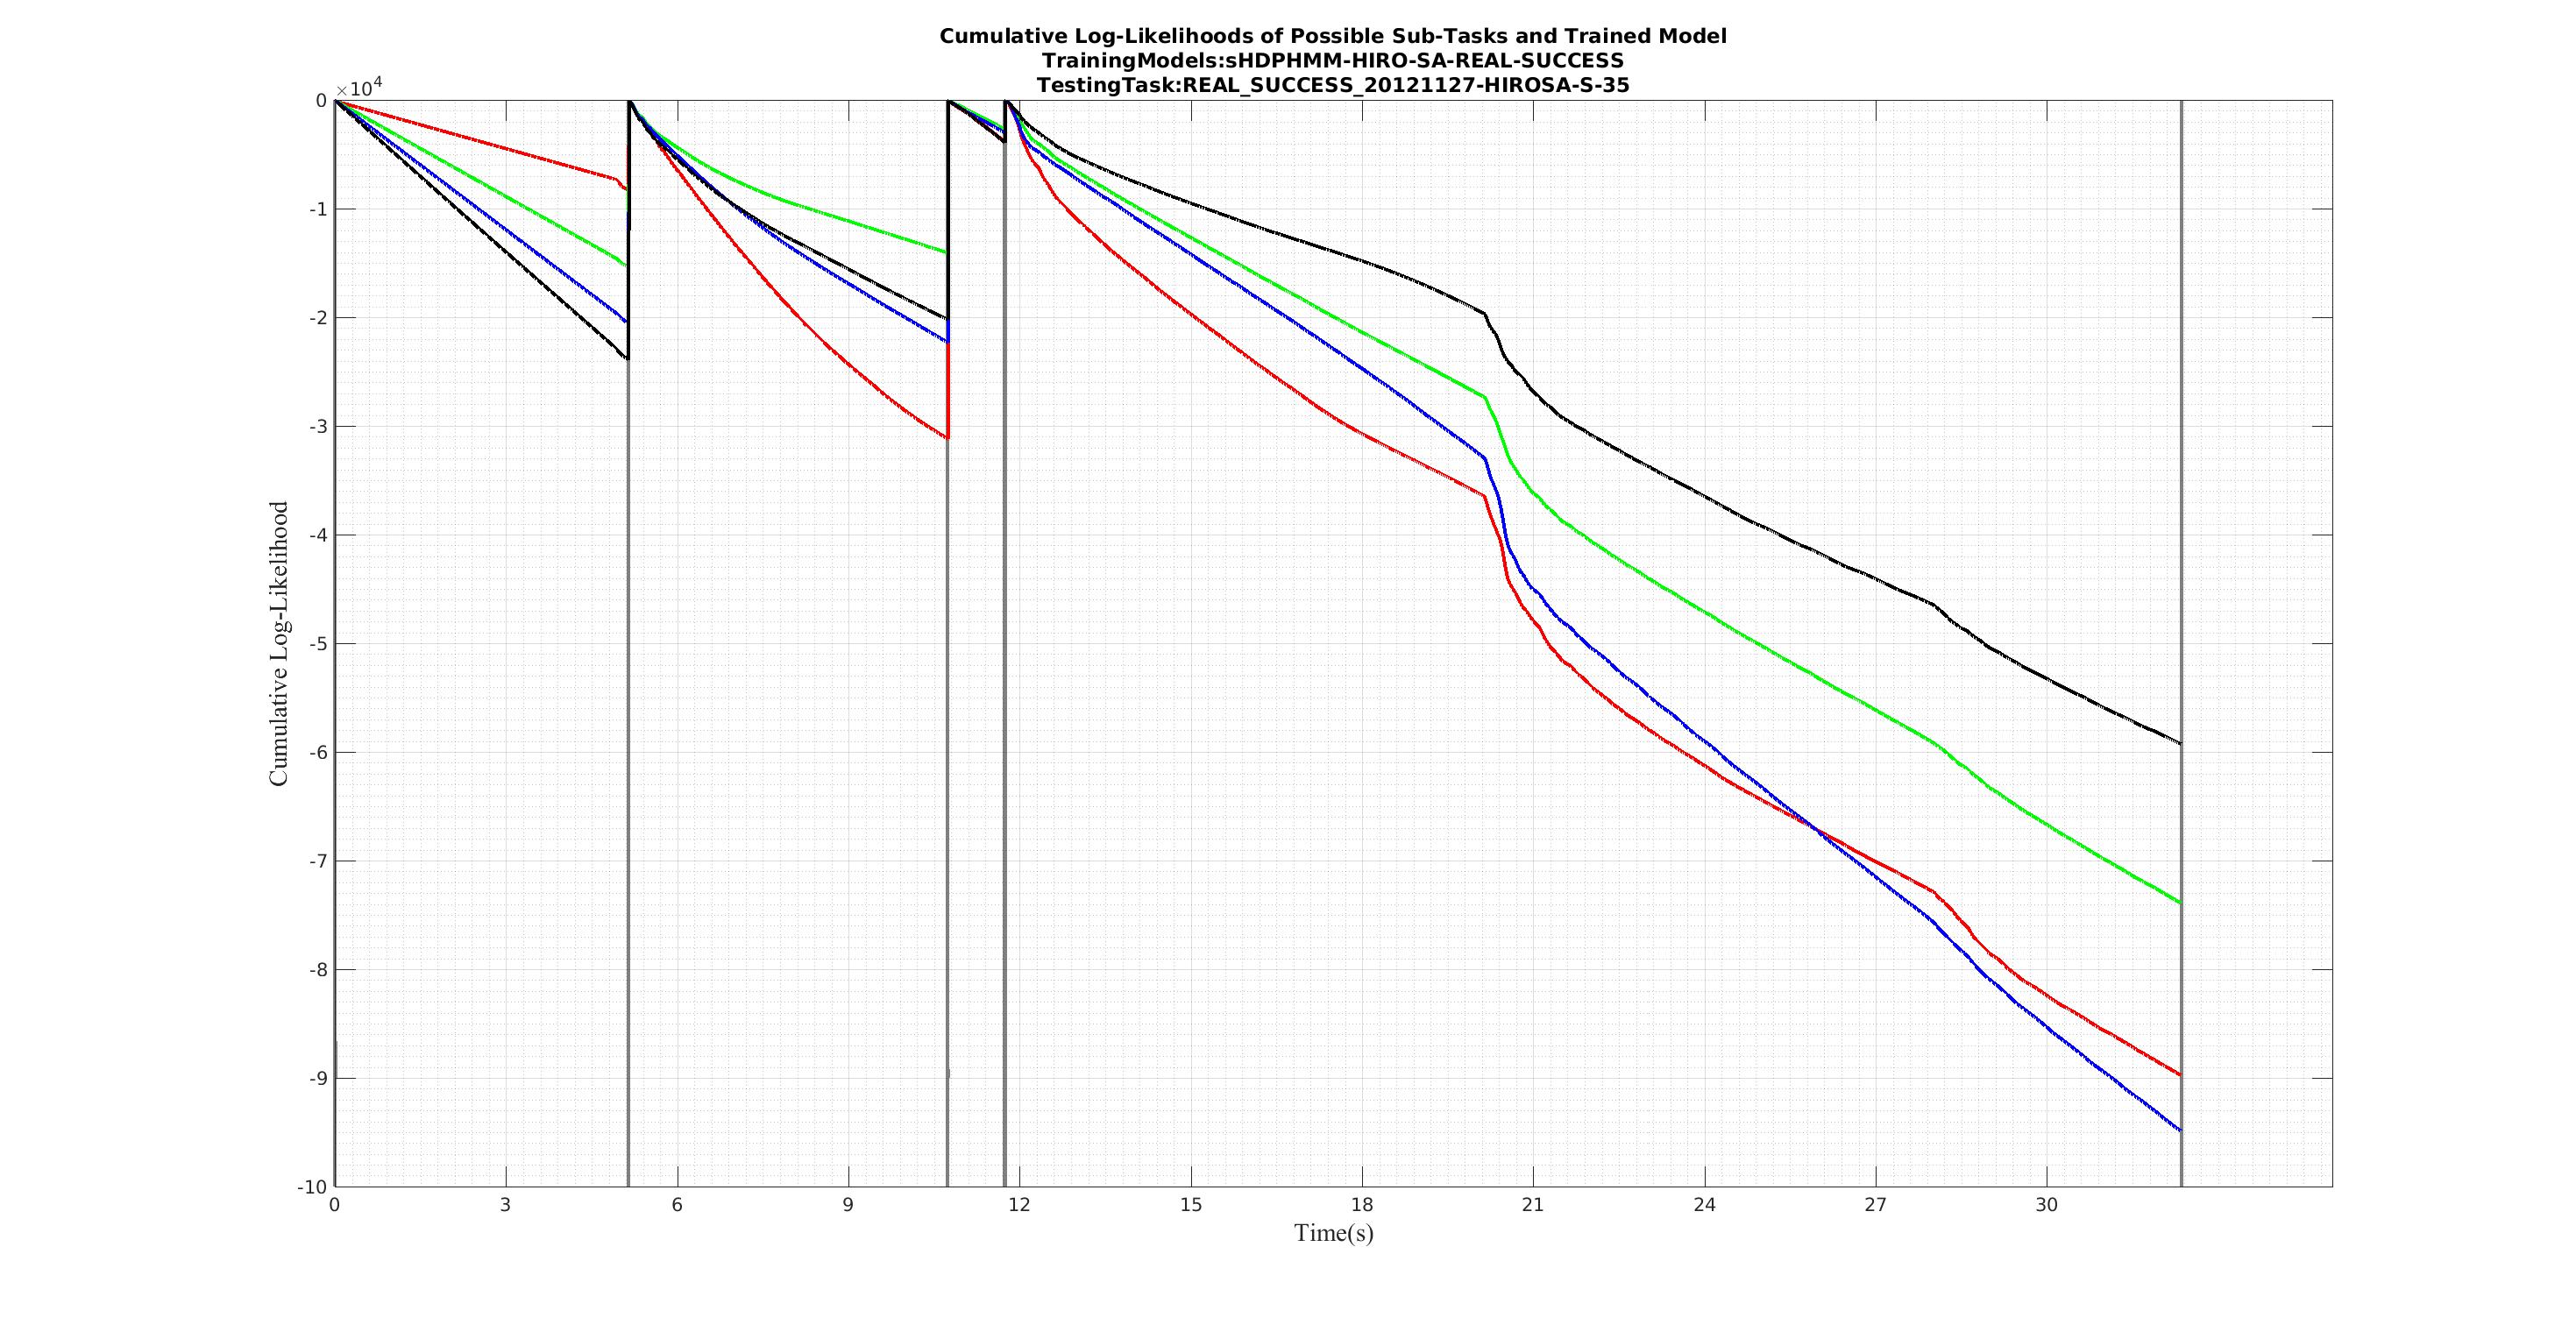 Cumulative Log-Likelihoods of Possible Sub-Tasks and Trained Model
TrainingModels:sHDPHMM-HIRO-SA-REAL-SUCCESS
TestingTask:REAL_SUCCESS_20121127-HIROSA-S-35
×10⁴
0
-1
-2
-3
-4
-5
-6
-7
-8
-9
-10
Cumulative Log-Likelihood
0 3 6 9 12 15 18 21 24 27 30
Time(s)